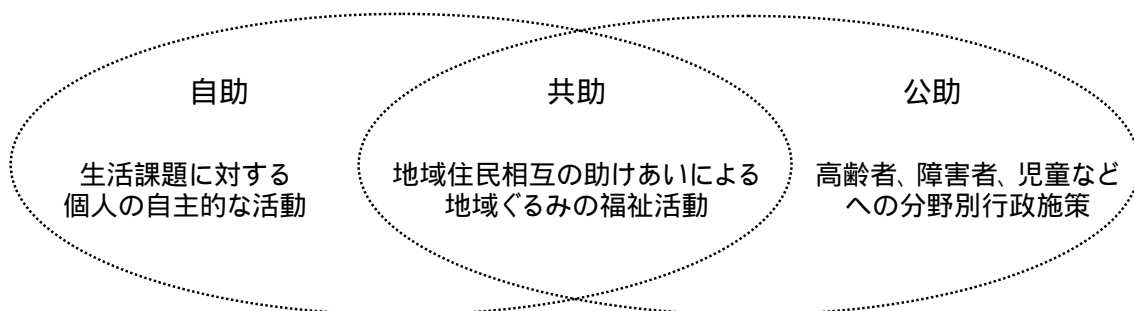 自助
共助
公助
生活課題に対する
個人の自主的な活動
地域住民相互の助けあいによる
地域ぐるみの福祉活動
高齢者、障害者、児童など
への分野別行政施策